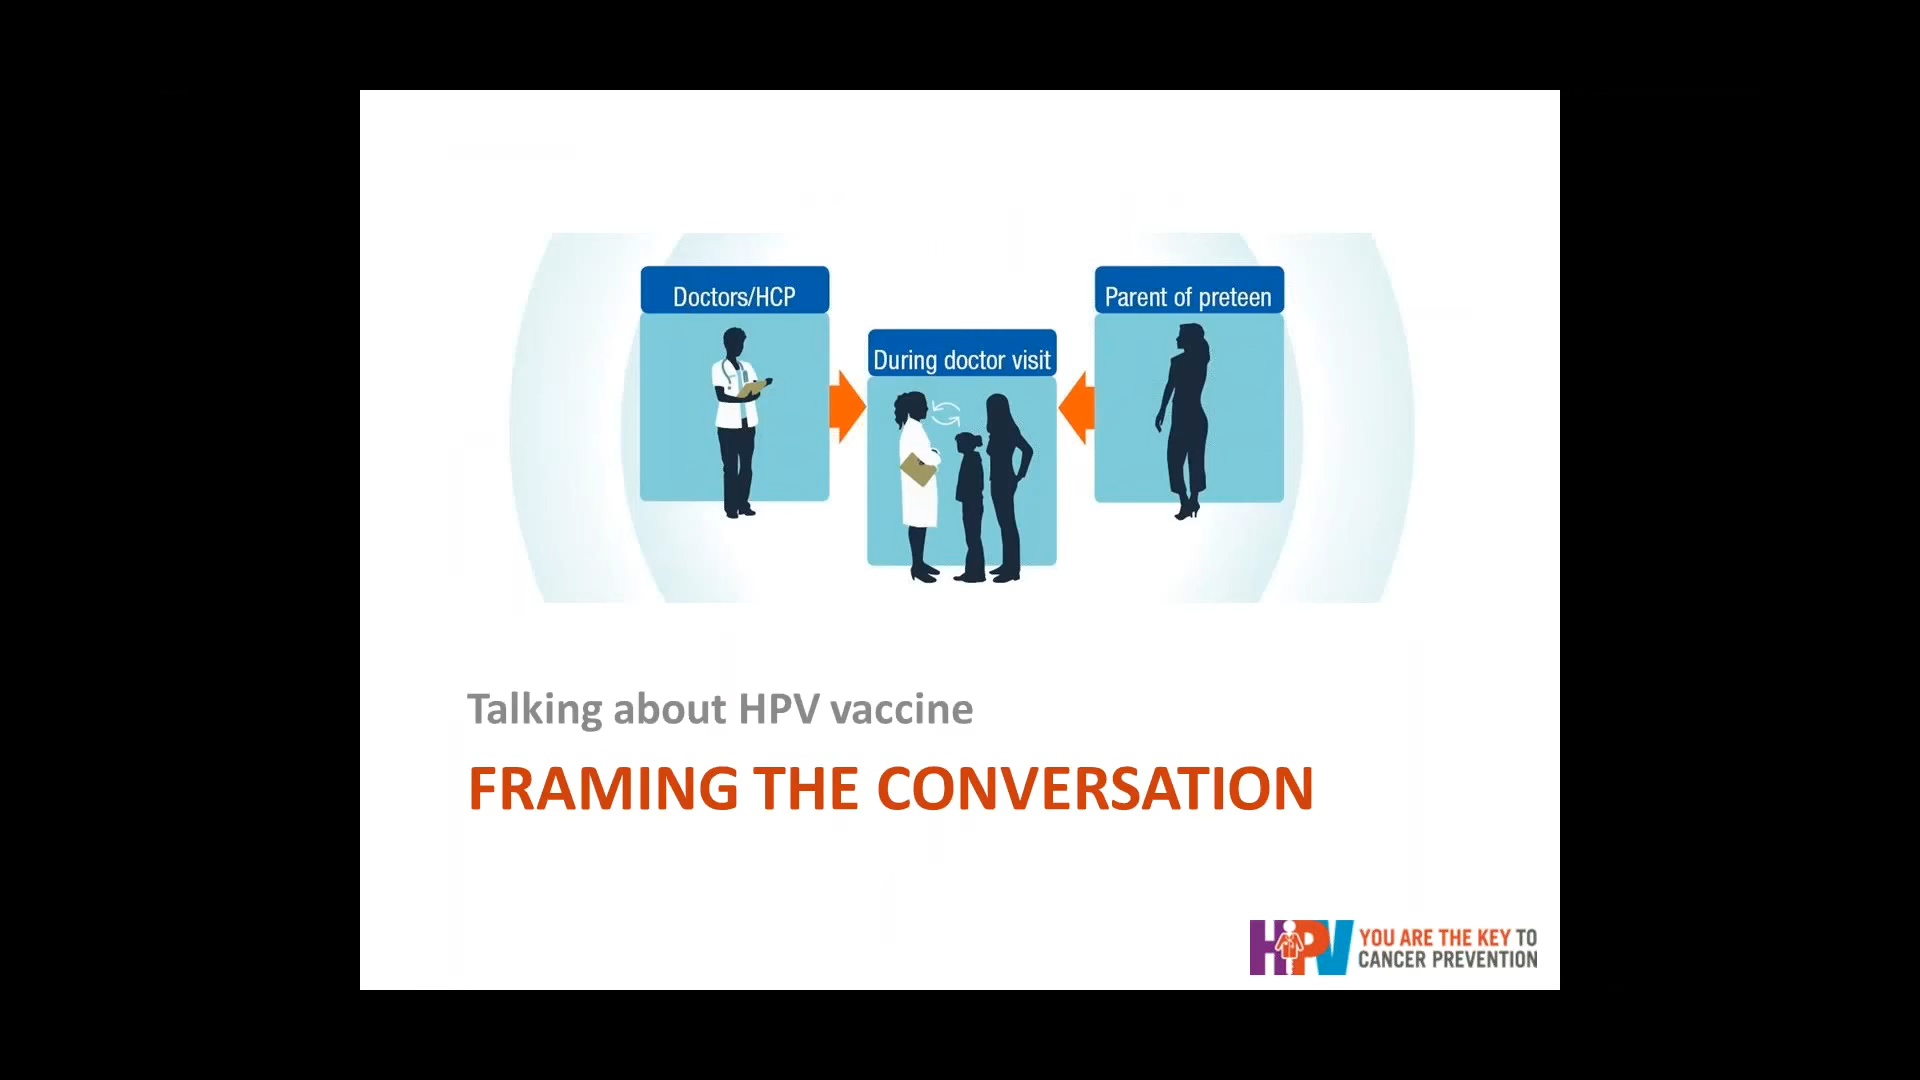 Doctors/HCP
Parent of preteen
During doctor visit
Talking about HPV vaccine
FRAMING THE CONVERSATION
HPV
YOU ARE THE KEY TO
CANCER PREVENTION